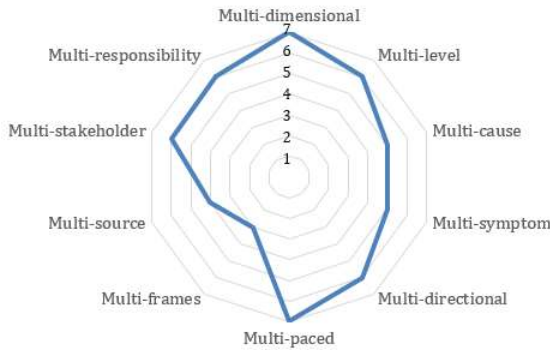 Multi-dimensional
Multi-responsibility
Multi-level
Multi-stakeholder
Multi-cause
Multi-source
Multi-symptom
Multi-frames
Multi-directional
Multi-paced
7
6
5
4
3
2
1